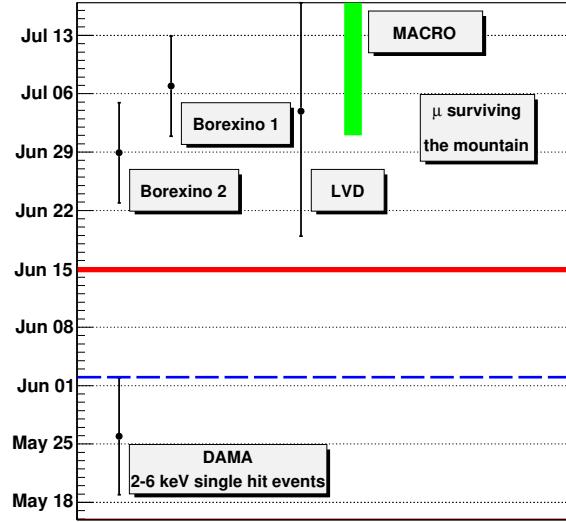 Jul 13
Jul 06
Jun 29
Jun 22
Jun 15
Jun 08
Jun 01
May 25
May 18
MACRO
μ surviving
the mountain
Borexino 1
Borexino 2
LVD
DAMA
2-6 keV single hit events